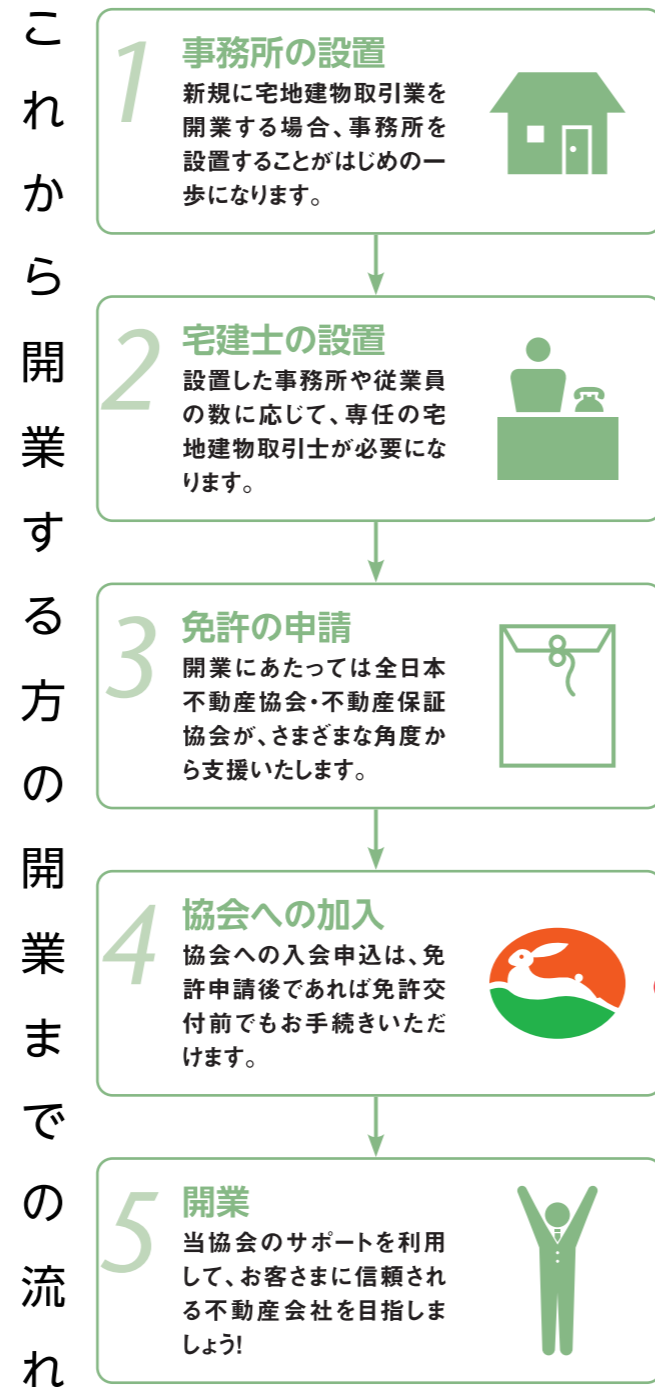 これから開業する方の開業までの流れ
1
事務所の設置
新規に宅地建物取引業を
開業する場合、事務所を
設置することがはじめの一
歩になります。
2
宅建士の設置
設置した事務所や従業員
の数に応じて、専任の宅
地建物取引士が必要にな
ります。
3
免許の申請
開業にあたっては全日本
不動産協会・不動産保証
協会が、さまざまな角度か
ら支援いたします。
4
協会への加入
協会への入会申込は、免
許申請後であれば免許交
付前でもお手続きいただ
けます。
5
開業
当協会のサポートを利用
して、お客さまに信頼され
る不動産会社を目指しま
しょう!